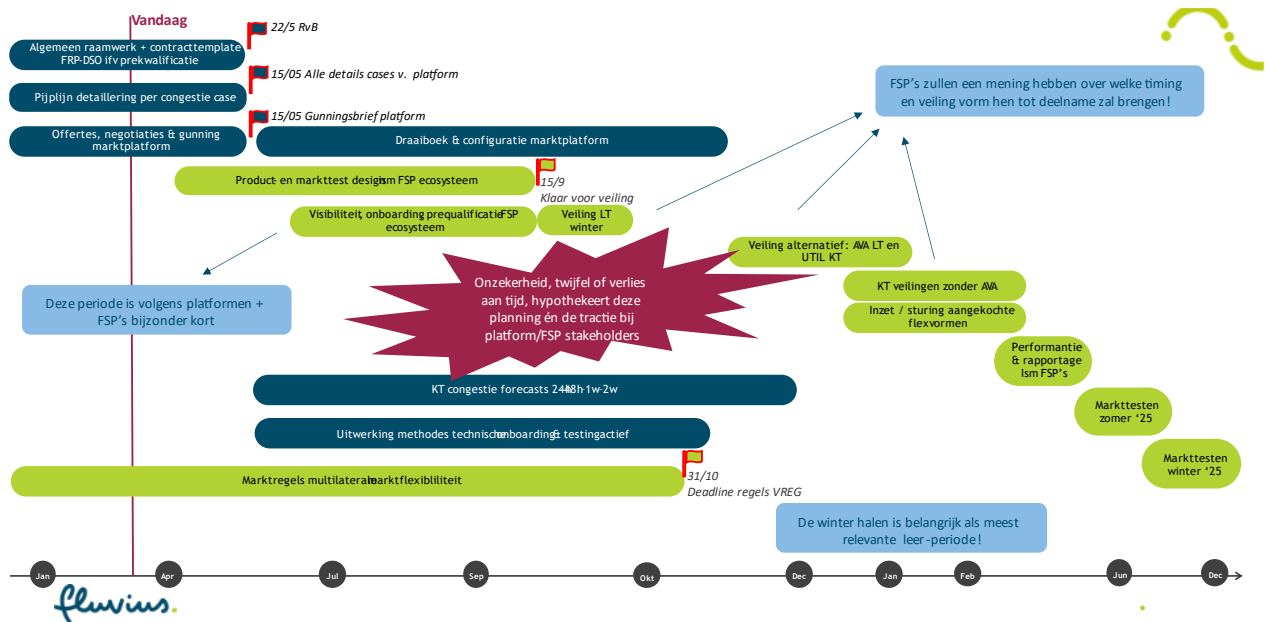 Vandaag
22/5 RvB
Algemeen raamwerk + contracttemplate
FRP-DSO ifv prekwalificatie
15/05 Alle details cases v. platform
Pijplijn detaillering per congestie case
15/05 Gunningsbrief platform
Offertes, negotiaties & gunning
marktplatform
Draaiboek & configuratie marktplatform
FSP's zullen een mening hebben over welke timing
en veiling vorm hen tot deelname zal brengen!
Product- en markttest design ism FSP ecosysteem
15/9
Klaar voor veiling
Visibiliteit, onboarding, prequalificatie FSP
ecosysteem
Veiling LT
winter
Veiling alternatief: AVA LT en
UTIL KT
Onzekerheid, twijfel of verlies
aan tijd, hypothekeert deze
planning én de tractie bij
platform/FSP stakeholders
KT veilingen zonder AVA
Deze periode is volgens platformen +
FSP's bijzonder kort
Inzet / sturing aangekochte
flexvormen
Performantie
& rapportage
Ism FSP's
KT congestie forecasts 24h-48h-1w-2w
Markttesten
zomer ‘25
Uitwerking methodes technische onboarding & testing actief
Markttesten
winter ‘25
Marktregels multilaterale marktflexibliliteit
31/10
Deadline regels VREG
De winter halen is belangrijk als meest
relevante leer-periode!
Jan Apr Jul Sep Okt Dec Jan Feb Jun Dec
fluvius.